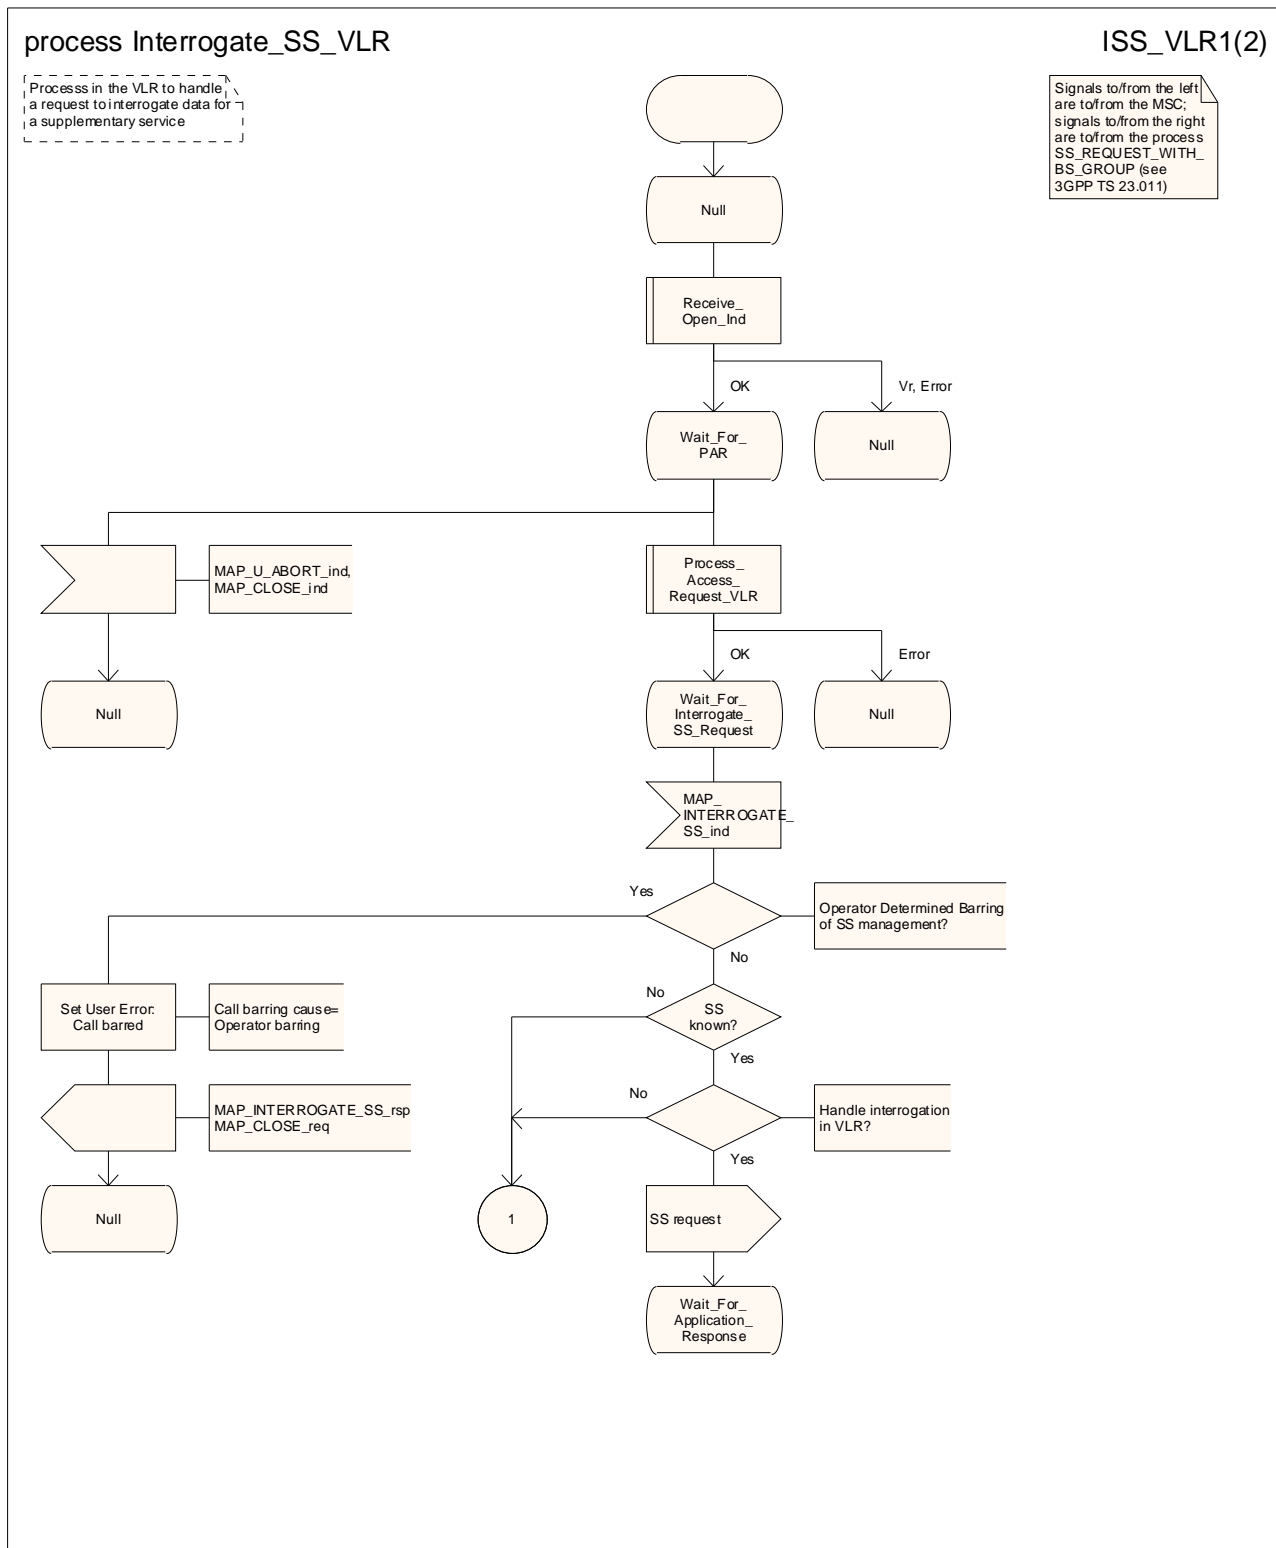 process Interrogate_SS_VLR
ISS_VLR1(2)
Processs in the VLR to handle
a request to interrogate data for
a supplementary service
Signals to/from the left
are to/from the MSC;
signals to/from the right
are to/from the process
SS_REQUEST_WITH_
BS_GROUP (see
3GPP TS 23.011)
Null
Receive_
Open_Ind
OK
Vr, Error
Wait_For_
PAR
Null
MAP_U_ABORT_ind,
MAP_CLOSE_ind
Process_
Access_
Request_VLR
OK
Error
Null
Wait_For_
Interrogate_
SS_Request
Null
MAP_
INTERROGATE_
SS_ind
Yes
Operator Determined Barring
of SS management?
No
Set User Error:
Call barred
Call barring cause=
Operator barring
No
SS
known?
Yes
MAP_INTERROGATE_SS_rsp
MAP_CLOSE_req
No
Handle interrogation
in VLR?
Yes
Null
1
SS request
Wait_For_
Application_
Response